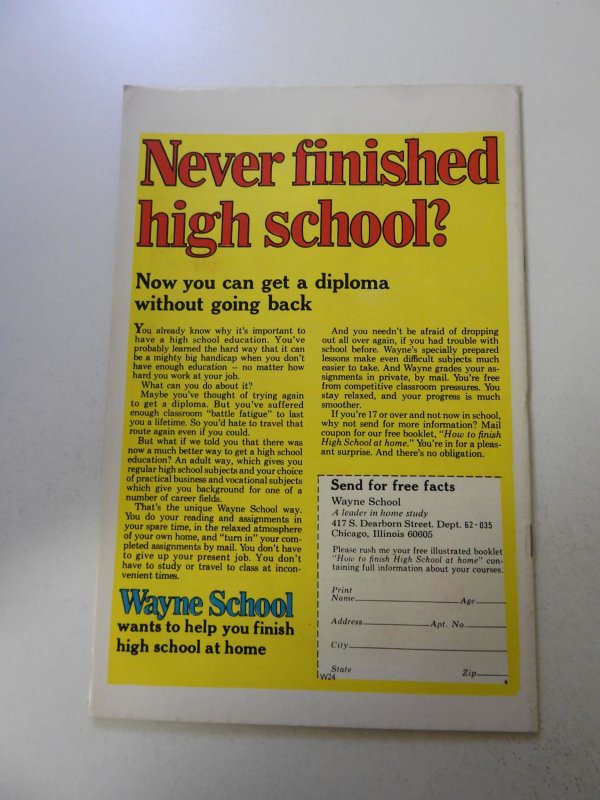 Never finished
high school?
Now you can get a diploma
without going back
You already know why it's important to
have a high school education. You've
probably learned the hard way that it can
be a mighty big handicap when you don't
have enough education — no matter how
hard you work at your job.
What can you do about it?
Maybe you've thought of trying again
to get a diploma. But you've suffered
enough classroom "battle fatigue" to last
you a lifetime. So you'd hate to travel that
route again even if you could.
But what if we told you that there was
now a much better way to get a high school
education? An adult way, which gives you
regular high school subjects and your choice
of practical business and vocational subjects
which give you background for one of a
number of career fields.
That's the unique Wayne School way.
You do your reading and assignments in
your spare time, in the relaxed atmosphere
of your own home, and "turn in" your com-
pleted assignments by mail. You don't have
to give up your present job. You don't
have to study or travel to class at incon-
venient times.
Wayne School
wants to help you finish
high school at home
And you needn't be afraid of dropping
out all over again, if you had trouble with
school before. Wayne's specially prepared
lessons make even difficult subjects much
easier to take. And Wayne grades your as-
signments in private, by mail. You're free
from competitive classroom pressures. You
stay relaxed, and your progress is much
smoother.
If you're 17 or over and not now in school,
why not send for more information? Mail
coupon for our free booklet, "How to finish
High School at home." You're in for a pleas-
ant surprise. And there's no obligation.
Send for free facts
Wayne School
A leader in home study
417 S. Dearborn Street. Dept. 62-035
Chicago, Illinois 60605
Please rush me your free illustrated booklet
"How to finish High School at home" con-
taining full information about your courses.
Print
Name Age
Address Apt. No.
City
State Zip
W24 4